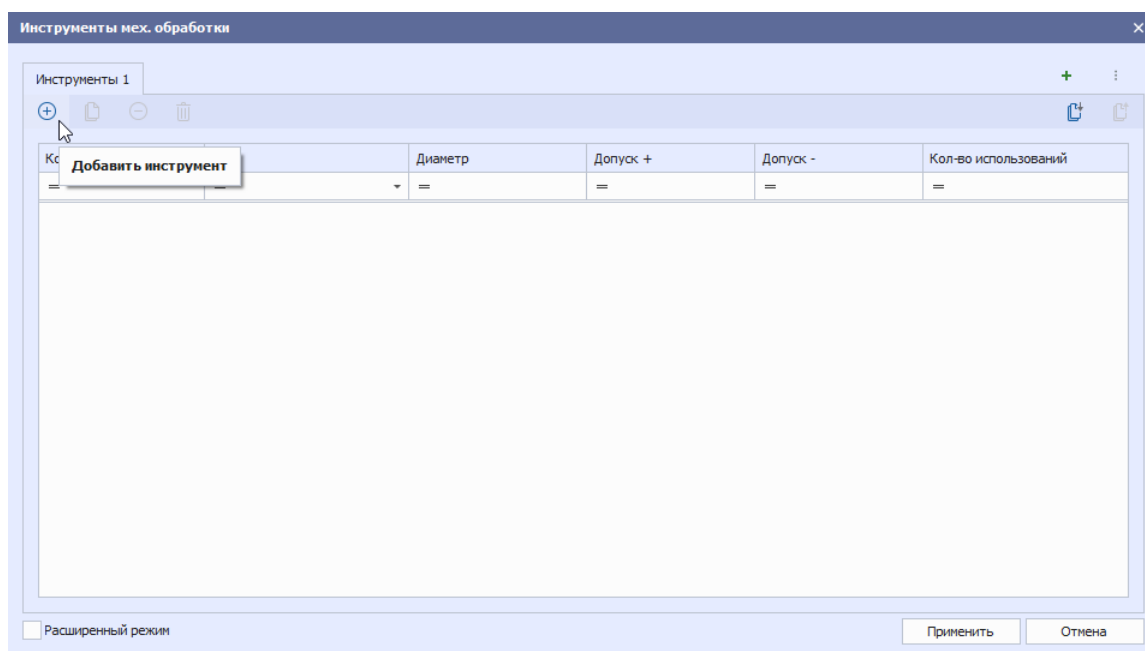 Инструменты мех. обработки
Инструменты 1
Добавить инструмент
Диаметр
Допуск +
Допуск -
Кол-во использований
=
=
=
=
Расширенный режим
Применить
Отмена